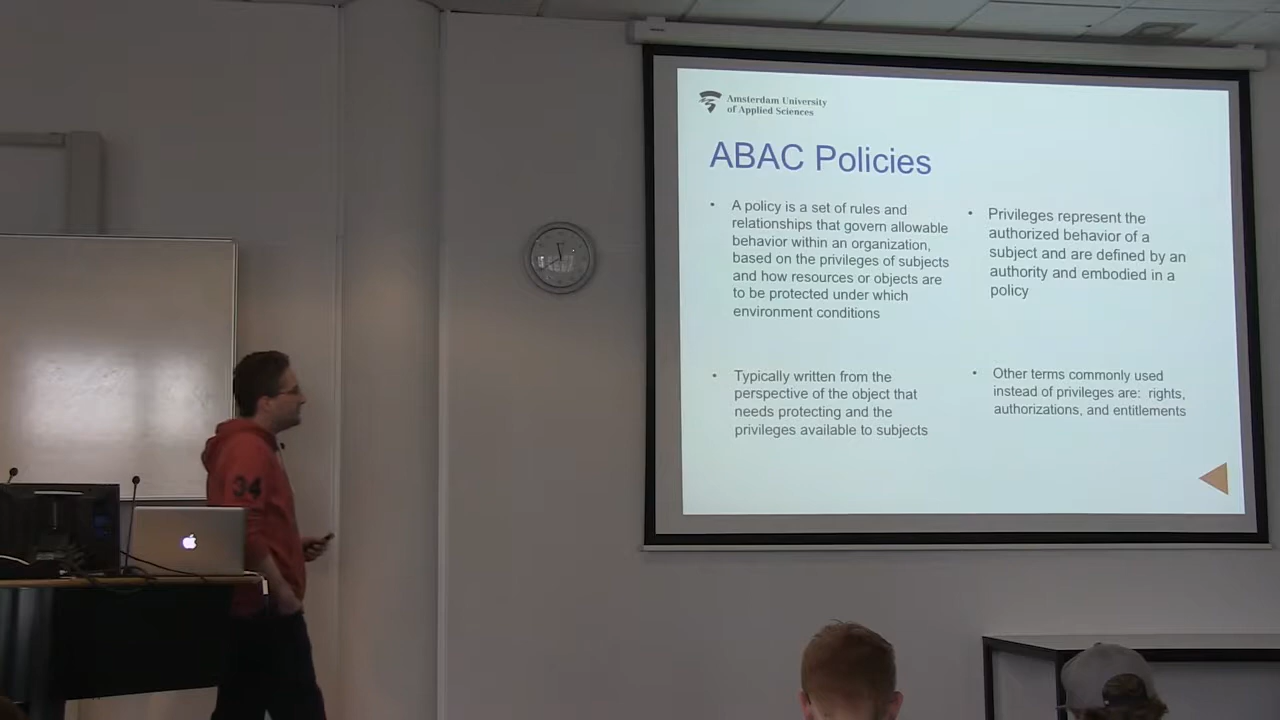 Amsterdam University
of Applied Sciences
ABAC Policies
• A policy is a set of rules and
relationships that govern allowable
behavior within an organization,
based on the privileges of subjects
and how resources or objects are
to be protected under which
environment conditions
• Typically written from the
perspective of the object that
needs protecting and the
privileges available to subjects
• Privileges represent the
authorized behavior of a
subject and are defined by an
authority and embodied in a
policy
• Other terms commonly used
instead of privileges are: rights,
authorizations, and entitlements
34